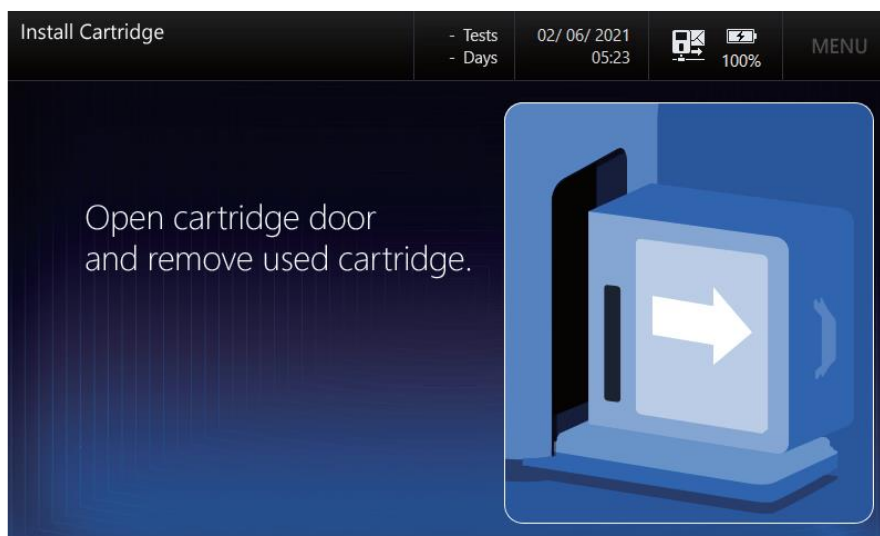 Install Cartridge
- Tests
- Days
02/ 06/ 2021
05:23
100%
MENU
Open cartridge door
and remove used cartridge.